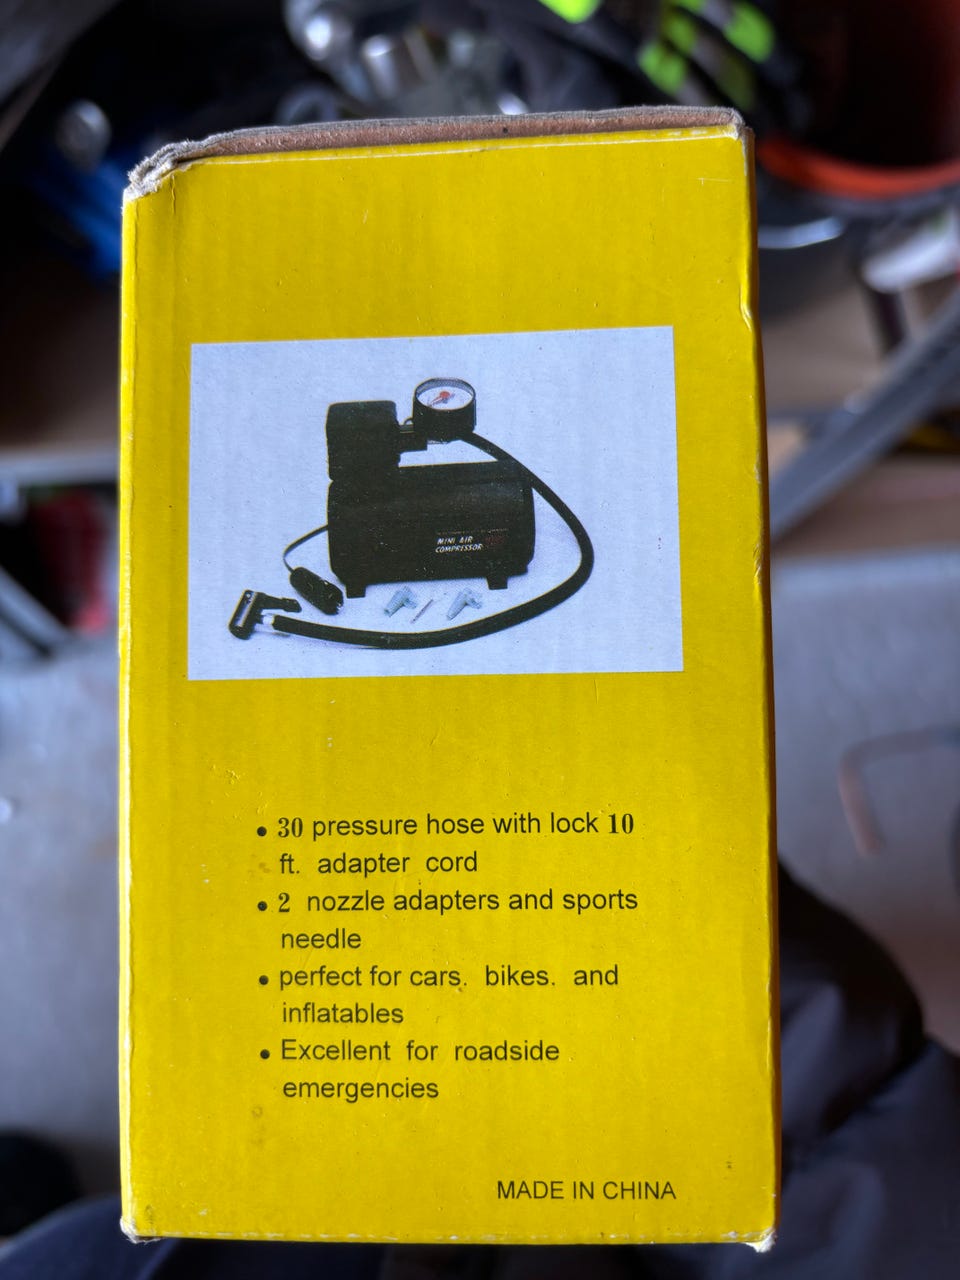 MINI AIR
COMPRESSOR
• 30 pressure hose with lock 10
ft. adapter cord
• 2 nozzle adapters and sports
needle
• perfect for cars. bikes. and
inflatables
• Excellent for roadside
emergencies
MADE IN CHINA